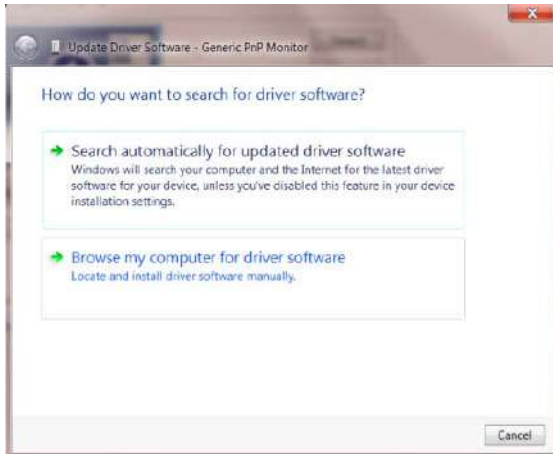 Update Driver Software - Generic PnP Monitor
How do you want to search for driver software?
Search automatically for updated driver software
Windows will search your computer and the Internet for the latest driver
software for your device, unless you've disabled this feature in your device
installation settings.
Browse my computer for driver software
Locate and install driver software manually.
Cancel